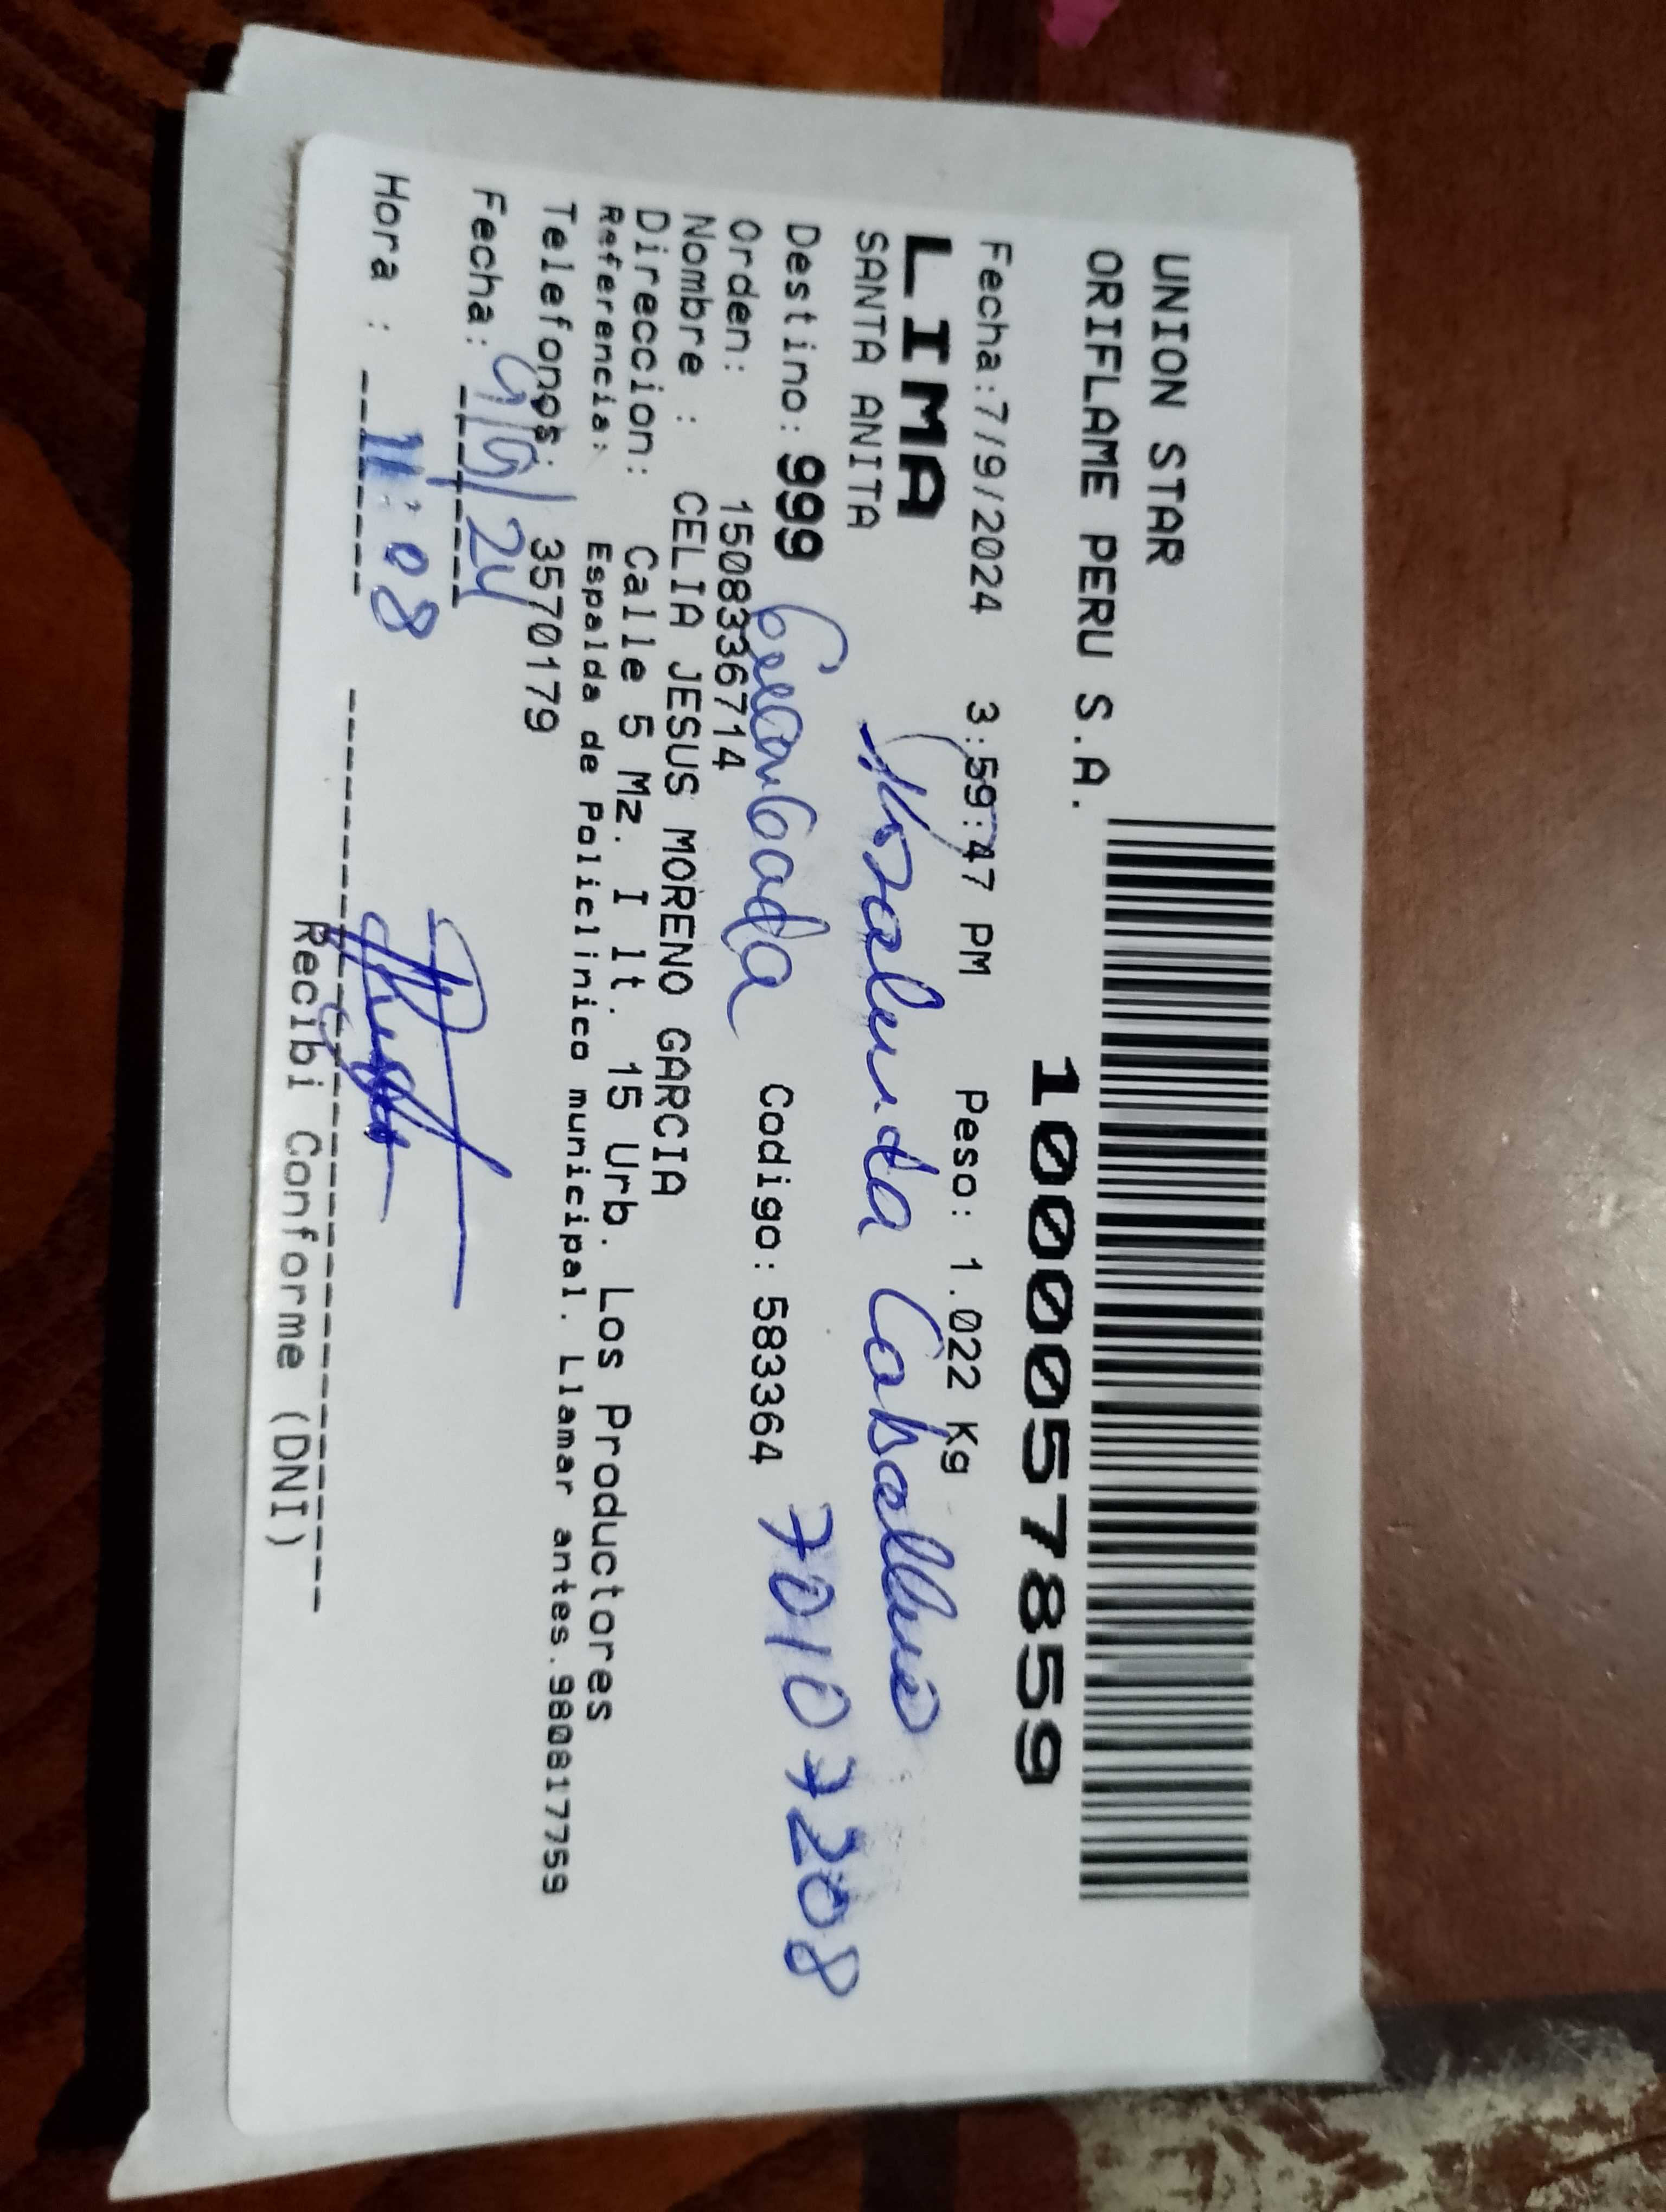 UNION STAR
ORIFLAME PERU S.A.
1000057859
Fecha:7/9/2024 3:59:47 PM Peso: 1.022 Kg
LIMA
SANTA ANITA
Destino: 999 Codigo: 583364 70107208
Orden: 1508336714
Nombre : CELIA JESUS MORENO GARCIA
Direccion: Calle 5 Mz. I lt. 15 Urb. Los Productores
Referencia: Espalda de Policlinico municipal. Llamar antes.980817759
Telefonos: 3570179
Fecha: 9/9/24
Hora : 11:08
Recibi Conforme (DNI)